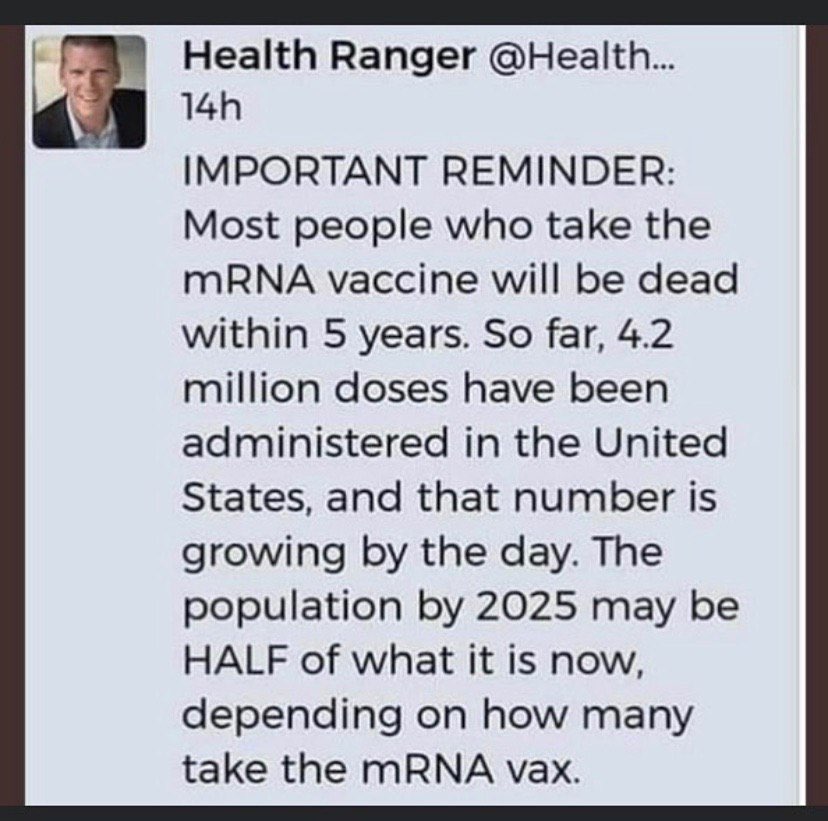 Health Ranger @Health...
14h
IMPORTANT REMINDER:
Most people who take the
mRNA vaccine will be dead
within 5 years. So far, 4.2
million doses have been
administered in the United
States, and that number is
growing by the day. The
population by 2025 may be
HALF of what it is now,
depending on how many
take the mRNA vax.